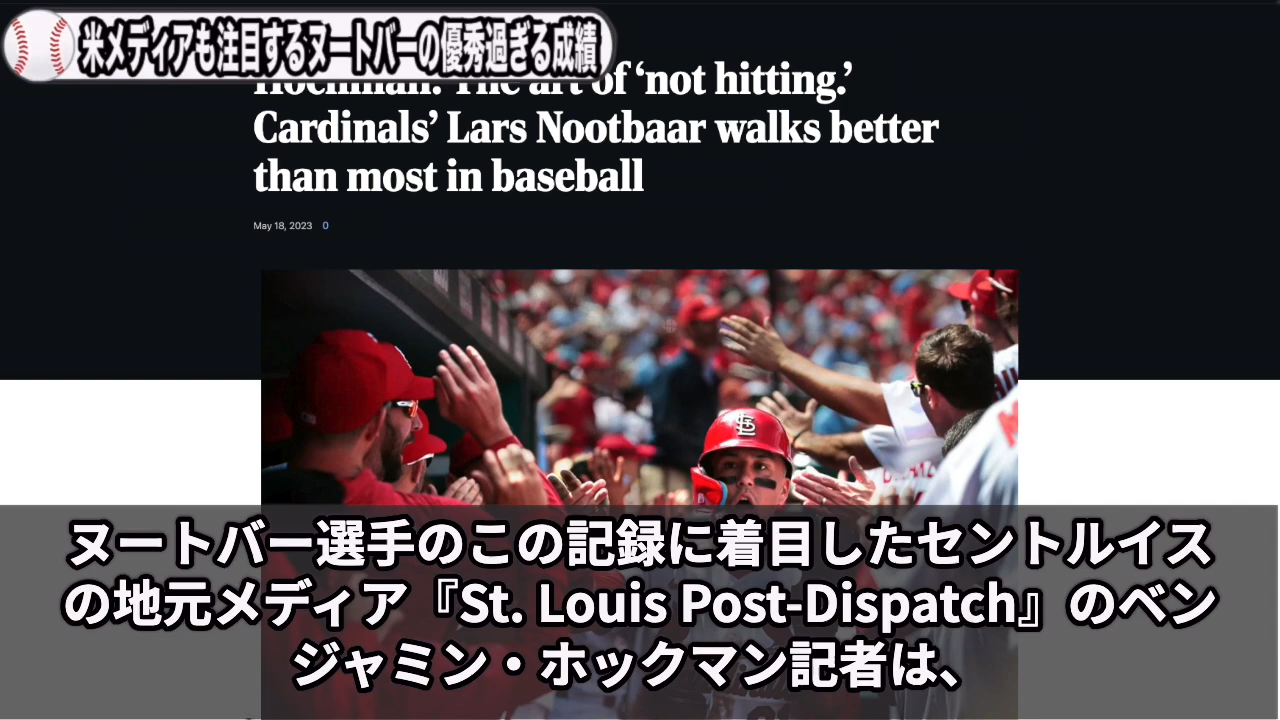 米メディアも注目するヌートバーの優秀過ぎる成績
Hochman: The art of ‘not hitting.’
Cardinals’ Lars Nootbaar walks better
than most in baseball
May 18, 2023 0
ヌートバー選手のこの記録に着目したセントルイス
の地元メディア『St. Louis Post-Dispatch』のベン
ジャミン・ホックマン記者は、